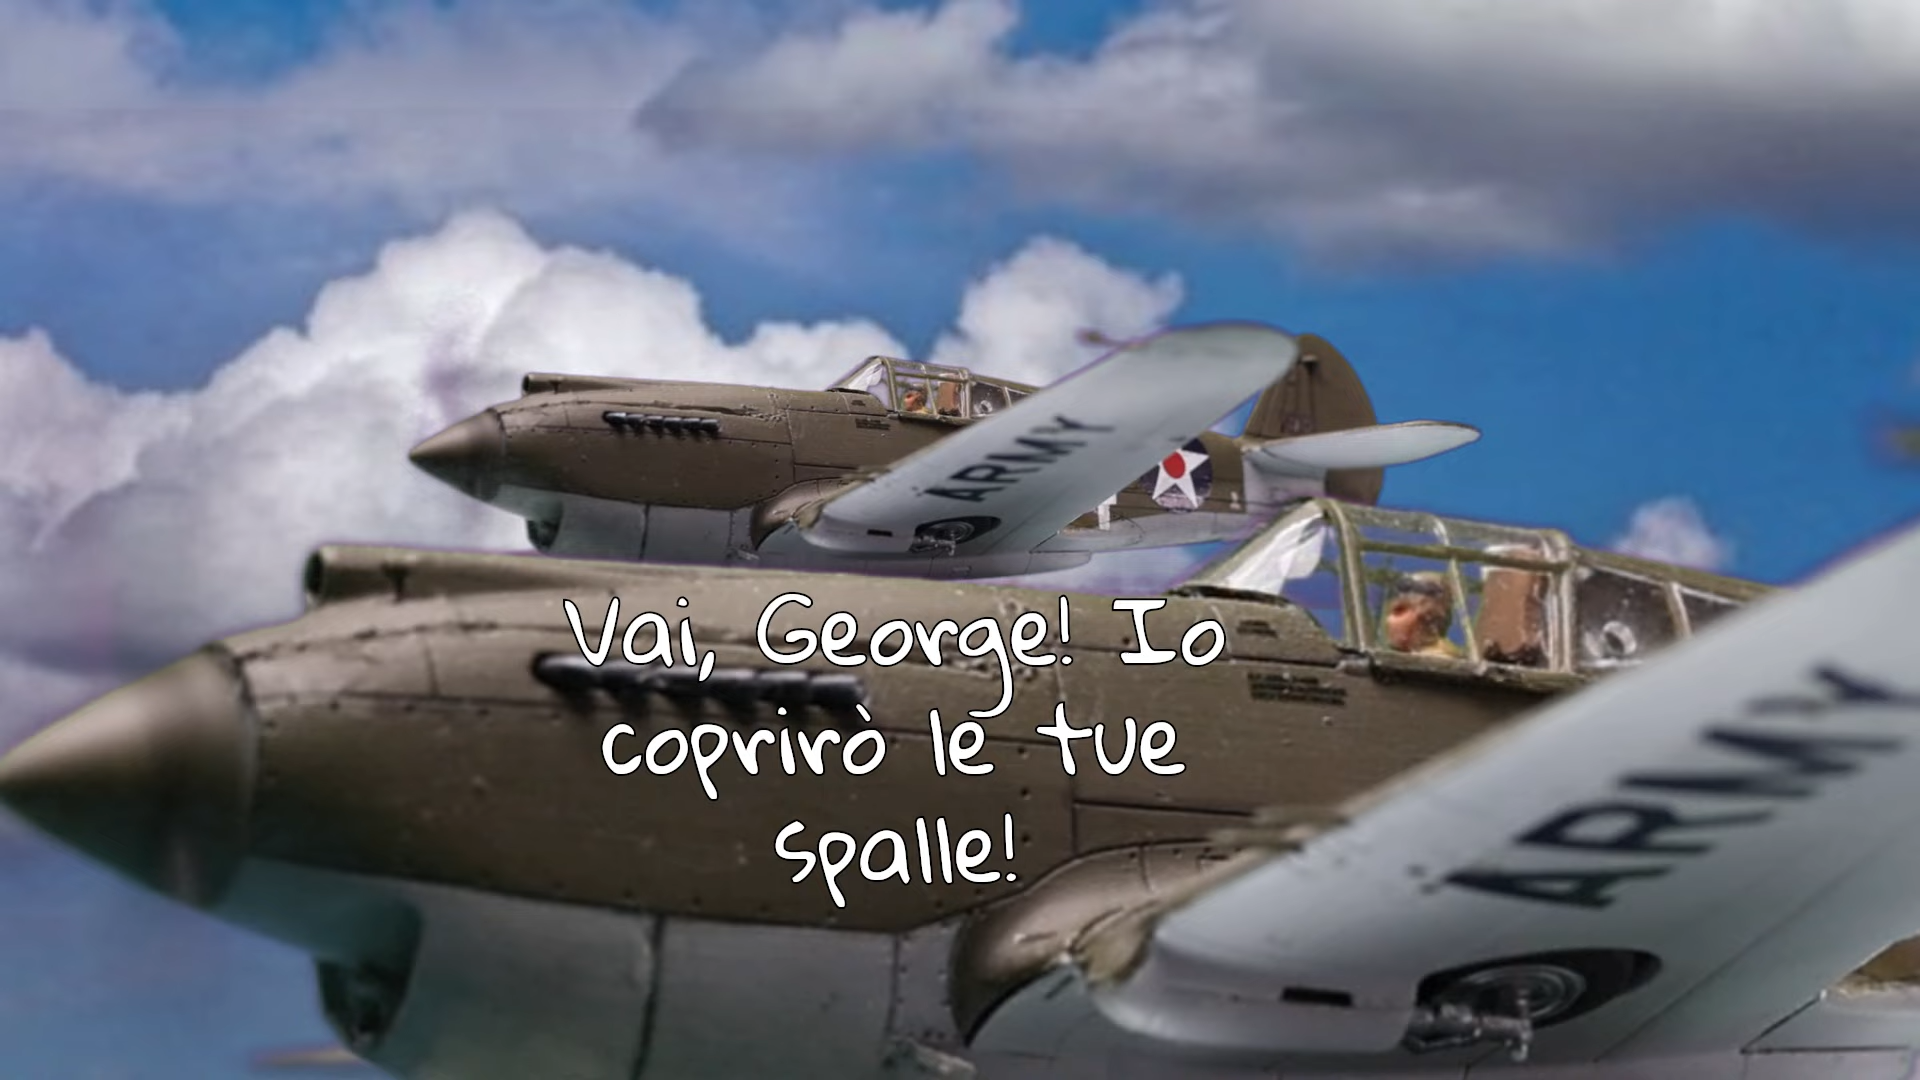 ARMY
Vai, George! Io
coprirò le tue
spalle!
ARMY